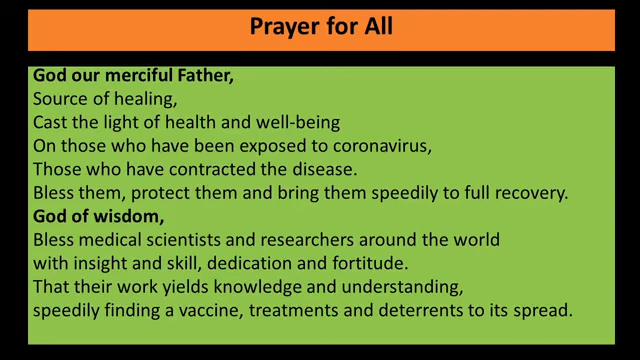 Prayer for All
God our merciful Father,
Source of healing,
Cast the light of health and well-being
On those who have been exposed to coronavirus,
Those who have contracted the disease.
Bless them, protect them and bring them speedily to full recovery.
God of wisdom,
Bless medical scientists and researchers around the world
with insight and skill, dedication and fortitude.
That their work yields knowledge and understanding,
speedily finding a vaccine, treatments and deterrents to its spread.